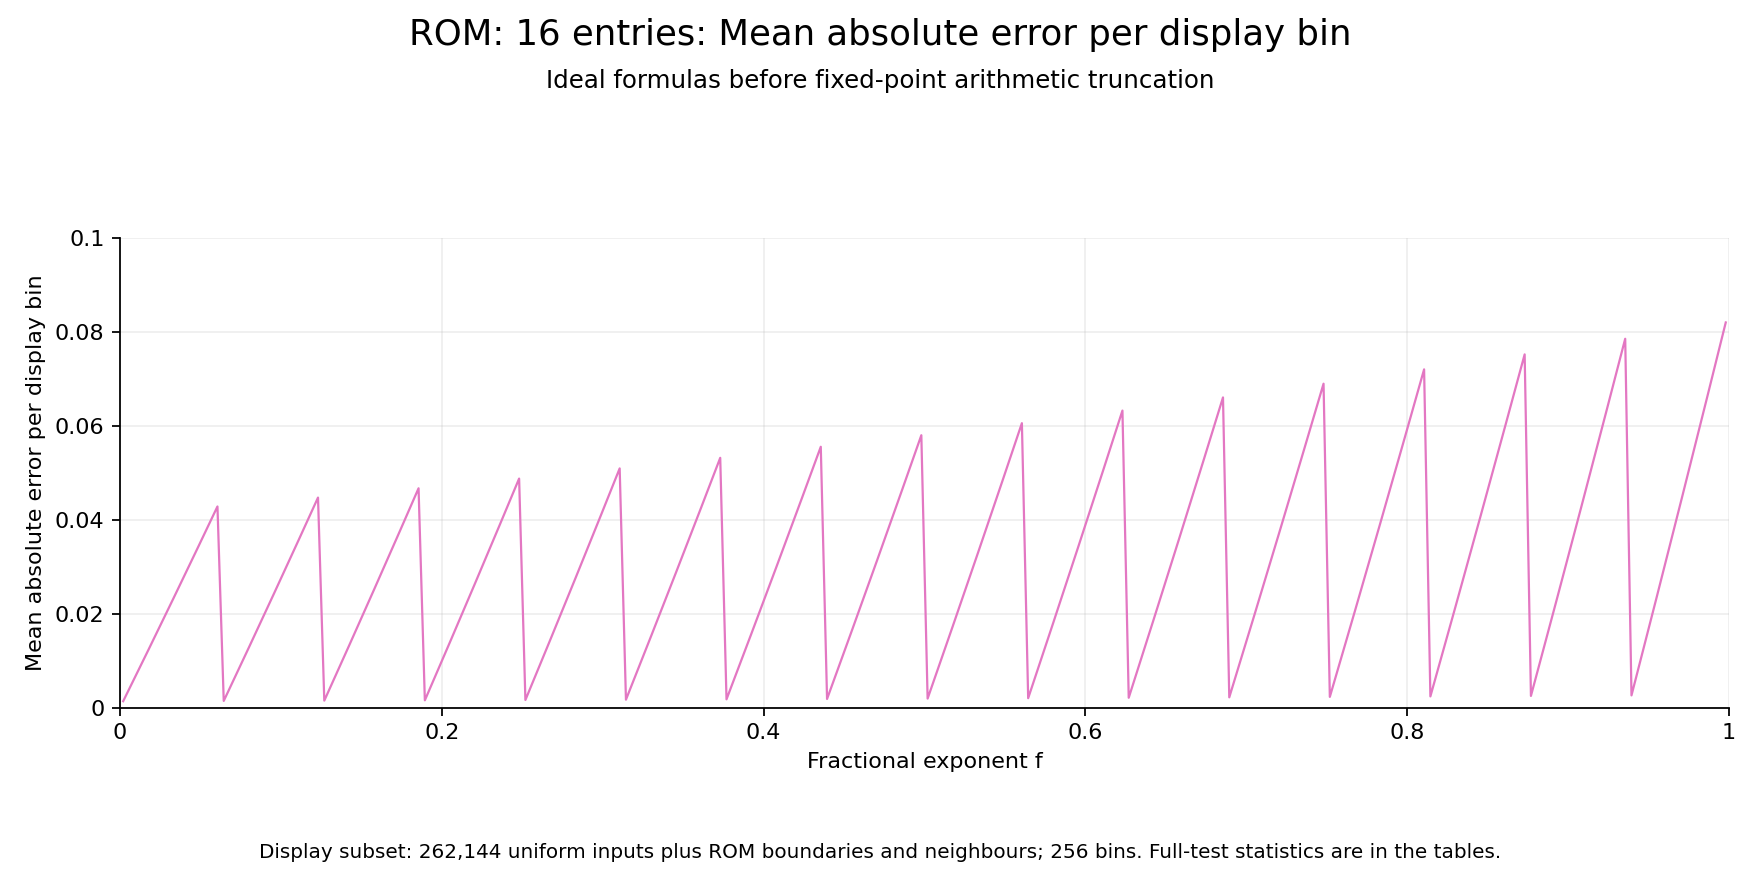 ROM: 16 entries: Mean absolute error per display bin
Ideal formulas before fixed-point arithmetic truncation
Mean absolute error per display bin
0.1
0.08
0.06
0.04
0.02
0
0
0.2
0.4
0.6
0.8
1
Fractional exponent f
Display subset: 262,144 uniform inputs plus ROM boundaries and neighbours; 256 bins. Full-test statistics are in the tables.